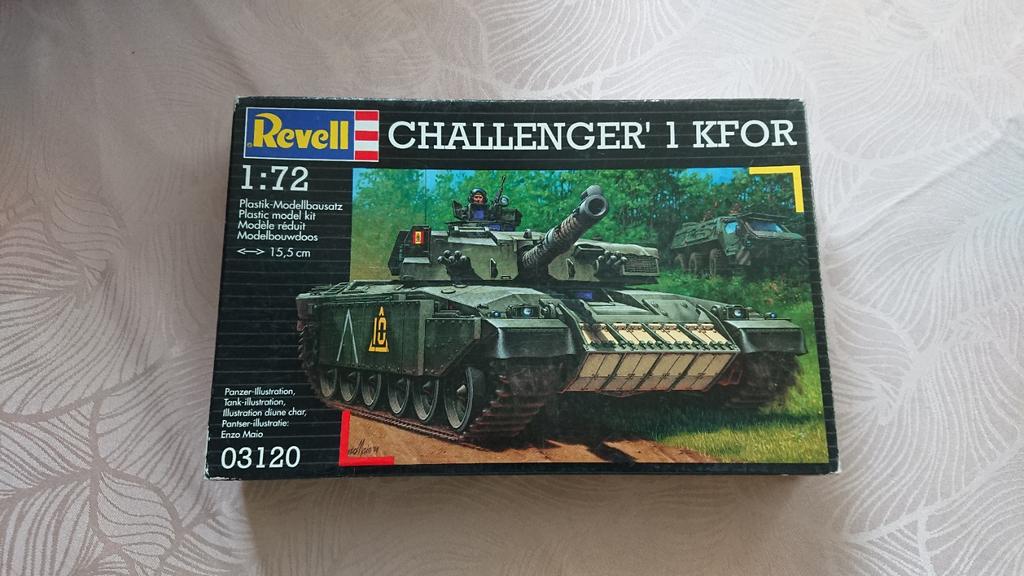 Revell
CHALLENGER' 1 KFOR
1:72
Plastik-Modellbausatz
Plastic model kit
Modèle réduit
Modelbouwdoos
<--> 15,5 cm
10
Panzer-Illustration,
Tank-illustration,
Illustration diune char,
Pantser-illustratie:
Enzo Maio
03120